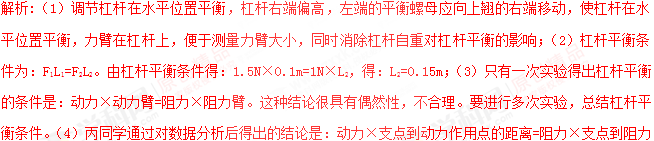 解析：（1）调节杠杆在水平位置平衡，杠杆右端偏高，左端的平衡螺母应向上翘的右端移动，使杠杆在水
平位置平衡，力臂在杠杆上，便于测量力臂大小，同时消除杠杆自重对杠杆平衡的影响；（2）杠杆平衡条
件为：F₁L₁=F₂L₂。由杠杆平衡条件得：1.5N×0.1m=1N×L₂，得：L₂=0.15m；（3）只有一次实验得出杠杆平衡
的条件是：动力×动力臂=阻力×阻力臂。这种结论很具有偶然性，不合理。要进行多次实验，总结杠杆平
衡条件。（4）丙同学通过对数据分析后得出的结论是：动力×支点到动力作用点的距离=阻力×支点到阻力